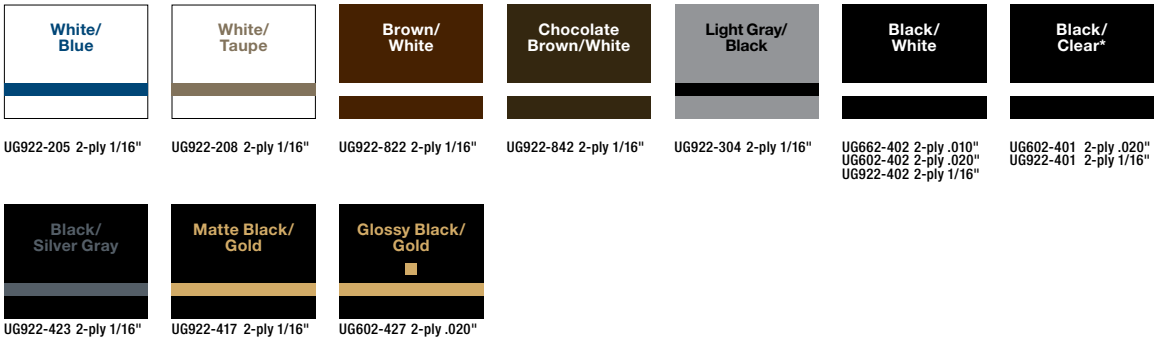 White/
Blue
White/
Taupe
Brown/
White
Chocolate
Brown/White
Light Gray/
Black
Black/
White
Black/
Clear*
UG922-205 2-ply 1/16"
UG922-208 2-ply 1/16"
UG922-822 2-ply 1/16"
UG922-842 2-ply 1/16"
UG922-304 2-ply 1/16"
UG662-402 2-ply .010"
UG602-402 2-ply .020"
UG922-402 2-ply 1/16"
UG602-401 2-ply .020"
UG922-401 2-ply 1/16"
Black/
Silver Gray
Matte Black/
Gold
Glossy Black/
Gold
UG922-423 2-ply 1/16"
UG922-417 2-ply 1/16"
UG602-427 2-ply .020"